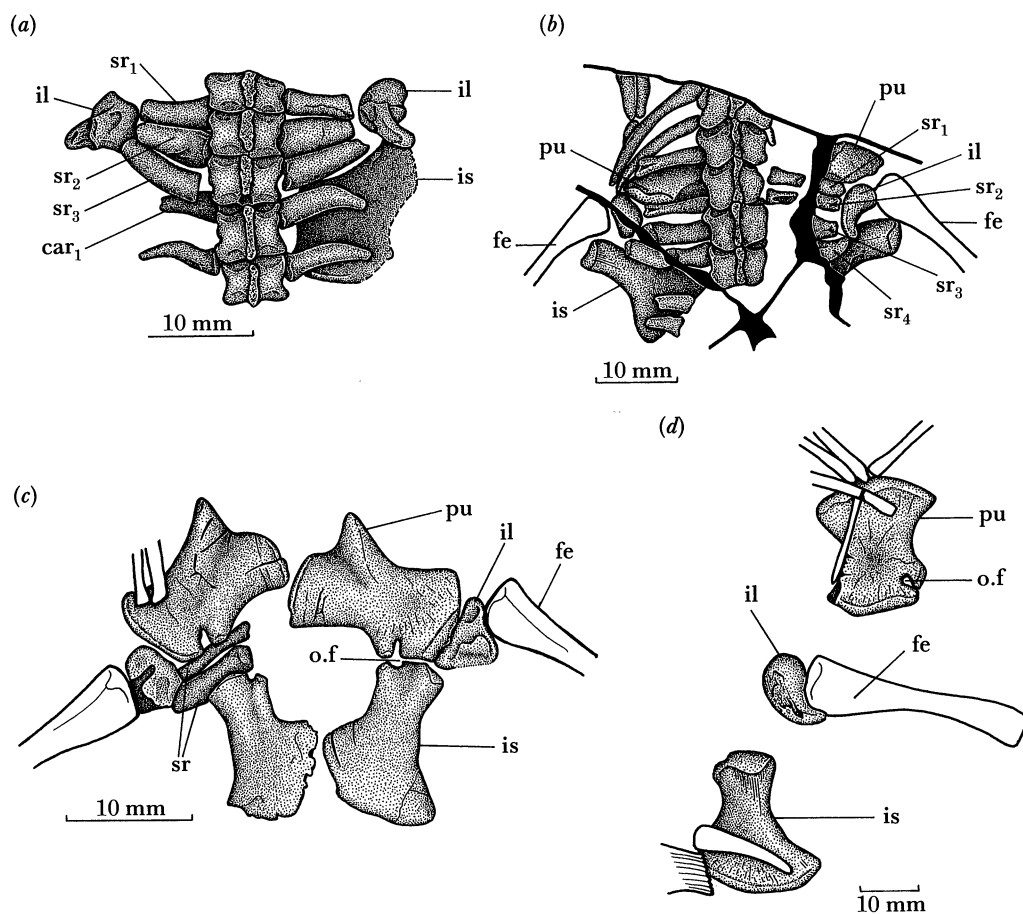 (a)
sr1
il
il
sr2
sr3
is
car1
10 mm
(b)
pu
sr1
pu
il
sr2
fe
fe
sr3
is
sr4
10 mm
(c)
pu
il
fe
o.f
is
sr
10 mm
(d)
pu
o.f
il
fe
is
10 mm